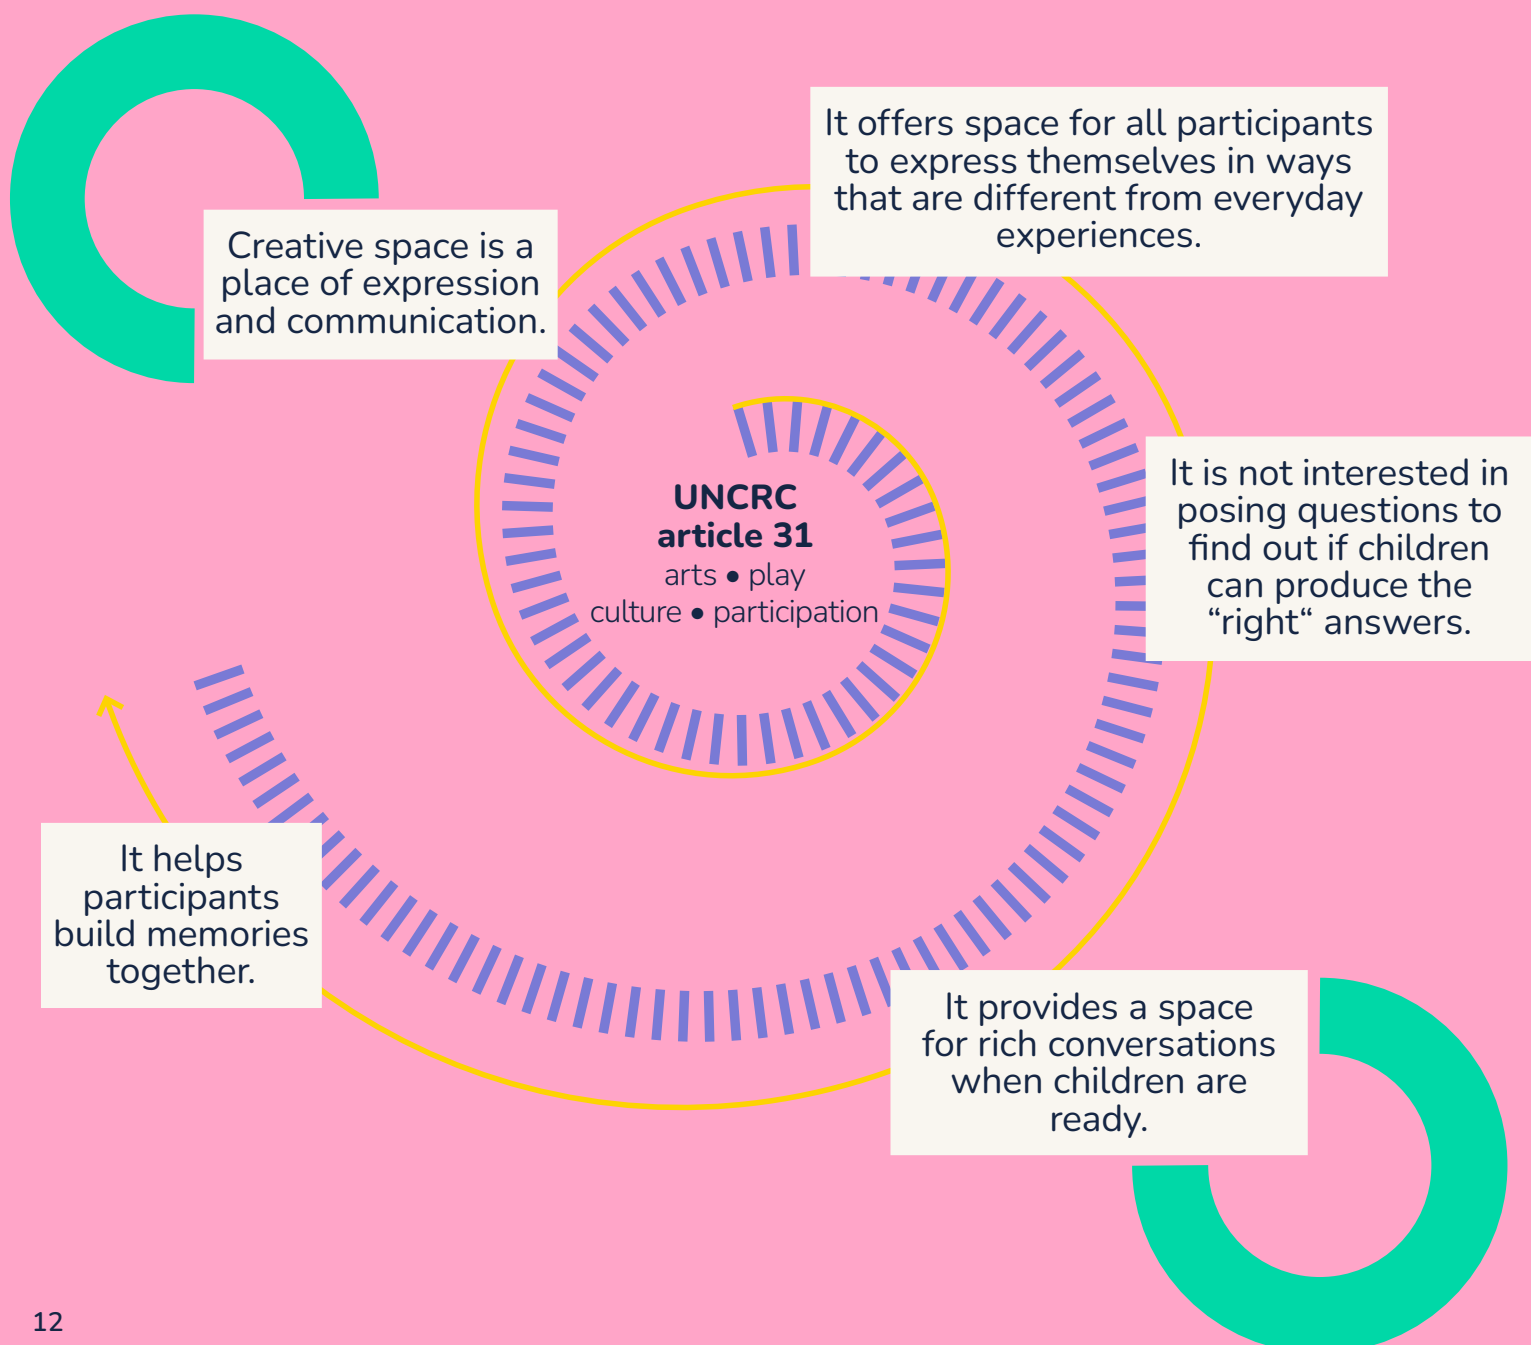 Creative space is a
place of expression
and communication.
It offers space for all participants
to express themselves in ways
that are different from everyday
experiences.
It is not interested in
posing questions to
find out if children
can produce the
“right“ answers.
UNCRC
article 31
arts • play
culture • participation
It provides a space
for rich conversations
when children are
ready.
It helps
participants
build memories
together.
12